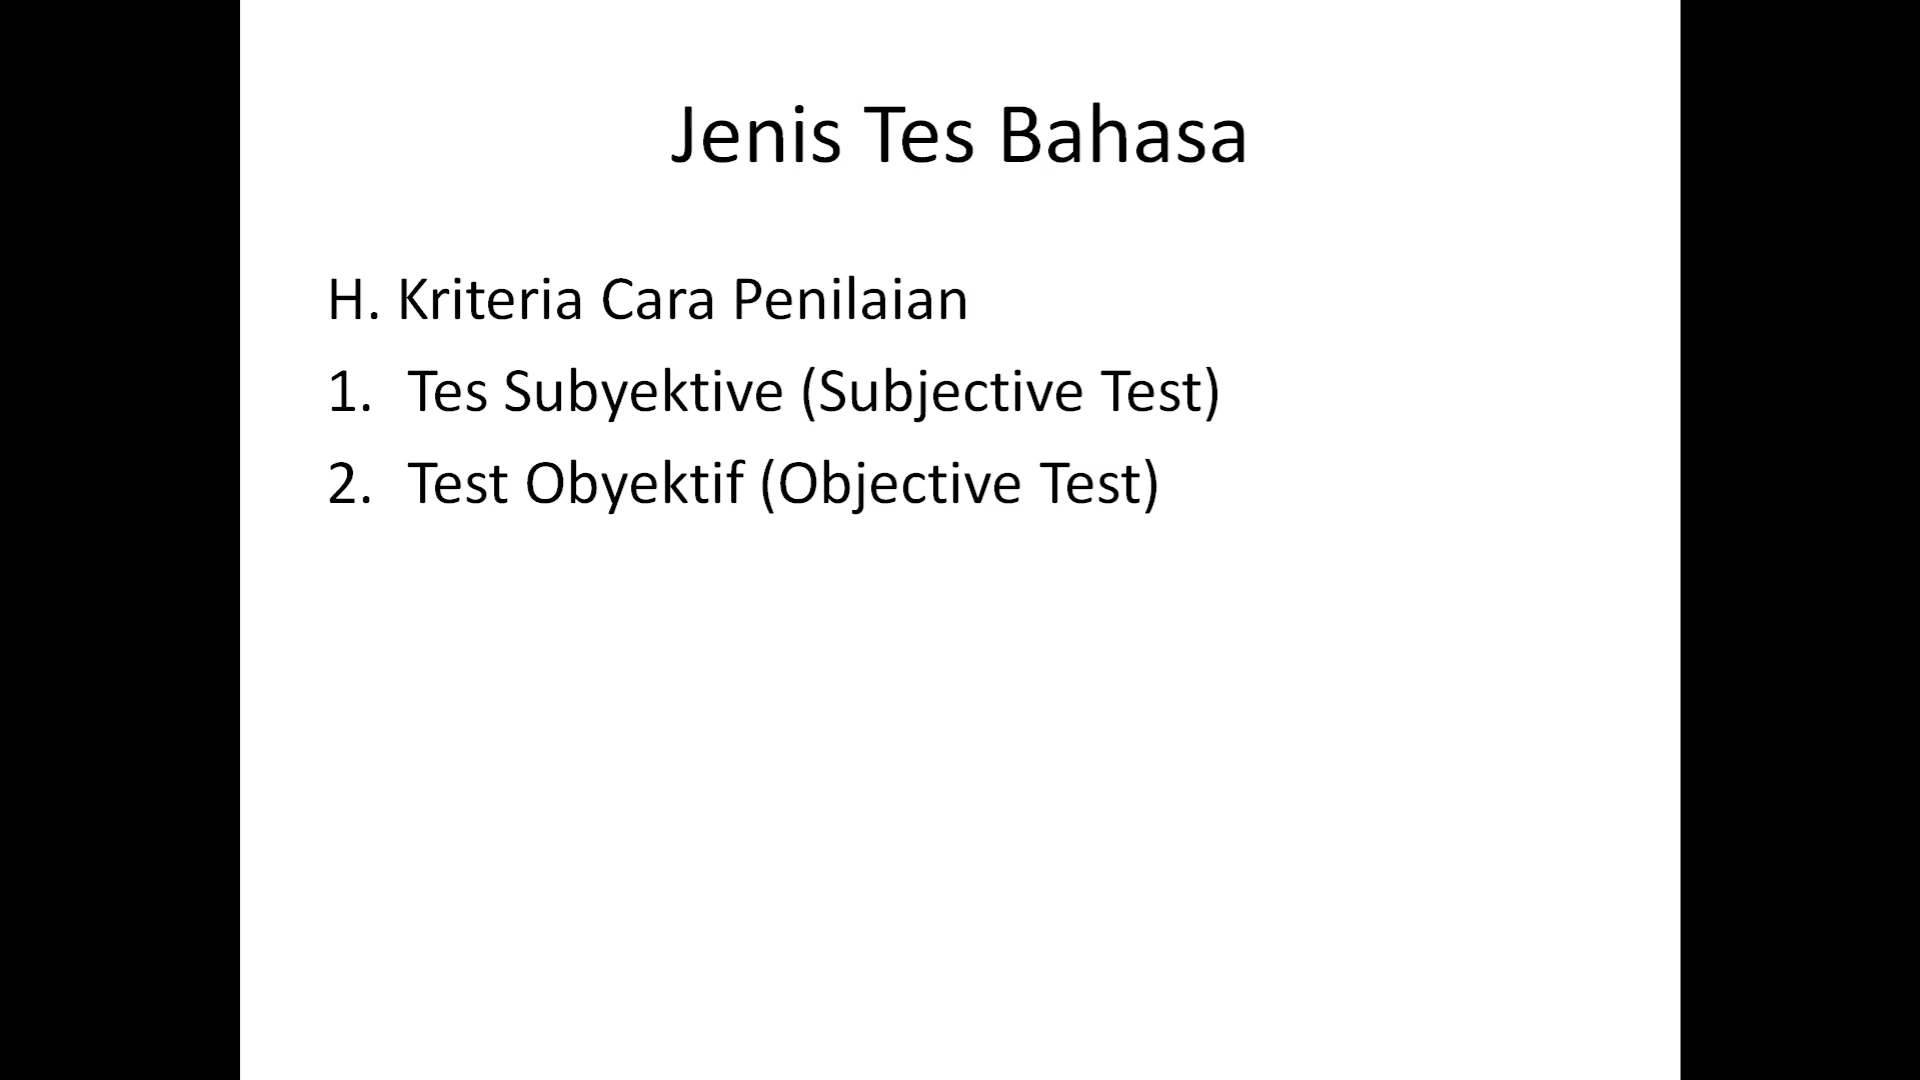 Jenis Tes Bahasa
H. Kriteria Cara Penilaian
1. Tes Subyektive (Subjective Test)
2. Test Obyektif (Objective Test)